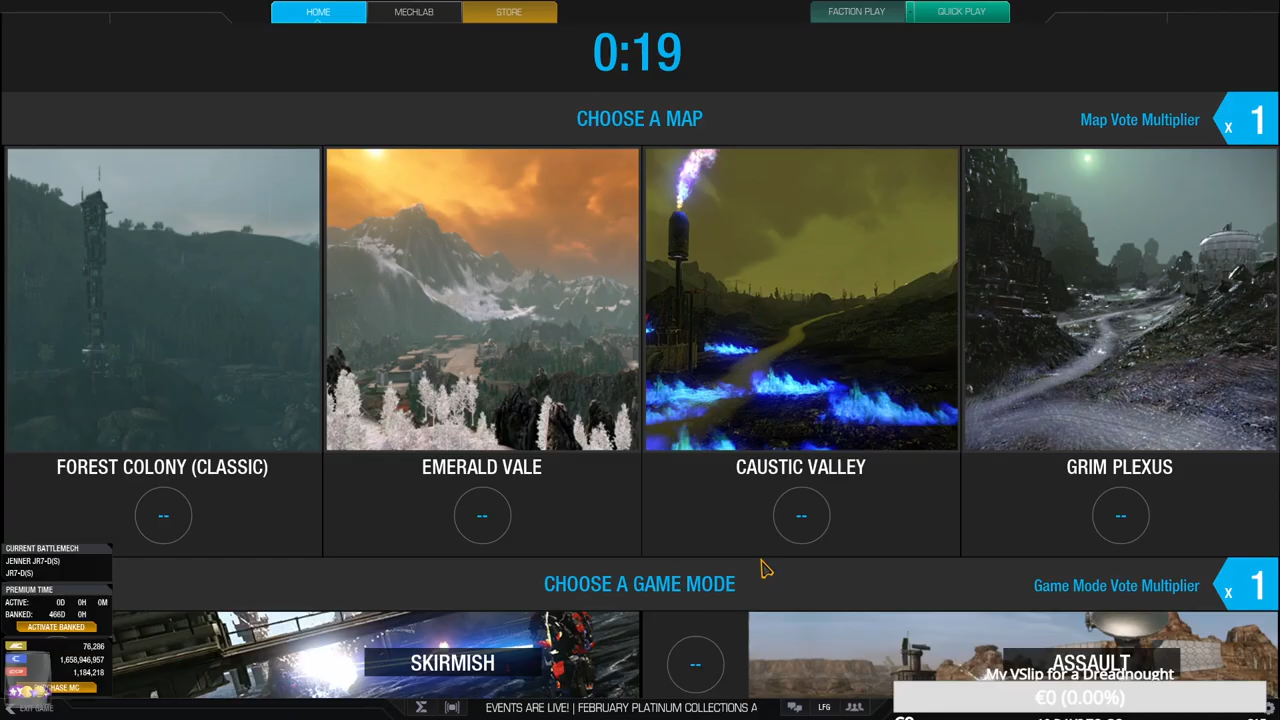 HOME
MECHLAB
STORE
FACTION PLAY
QUICK PLAY
0:19
CHOOSE A MAP
Map Vote Multiplier
x 1
FOREST COLONY (CLASSIC)
EMERALD VALE
CAUSTIC VALLEY
GRIM PLEXUS
--
--
--
--
CURRENT BATTLEMECH
JENNER JR7-D(S)
JR7-D(S)
CHOOSE A GAME MODE
Game Mode Vote Multiplier
x 1
PREMIUM TIME
ACTIVE: 0D 0H 0M
BANKED: 466D 0H
ACTIVATE BANKED
76,286
1,658,946,957
1,184,218
SKIRMISH
--
ASSAULT
My VSlip for a Dreadnought
€0 (0.00%)
EXIT GAME
EVENTS ARE LIVE! | FEBRUARY PLATINUM COLLECTIONS A
LFG